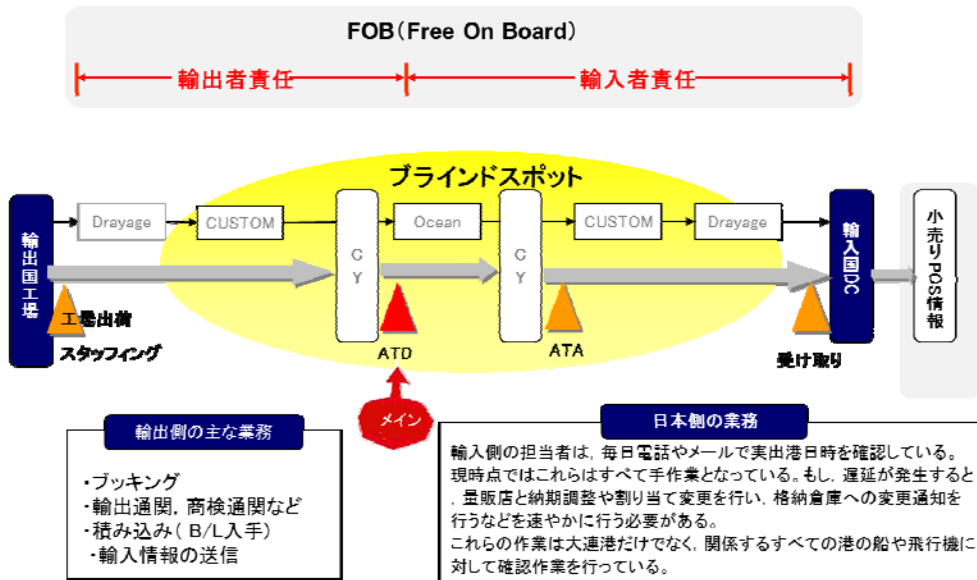 FOB(Free On Board)
輸出者責任
輸入者責任
ブラインドスポット
Drayage
CUSTOM
Ocean
CUSTOM
Drayage
輸出国工場
CY
CY
輸入国DC
小売りPOS情報
工場出荷
スタッフィング
ATD
ATA
受け取り
メイン
輸出側の主な業務
・ブッキング
・輸出通関, 商検通関など
・積み込み( B/L入手)
・輸入情報の送信
日本側の業務
輸入側の担当者は, 毎日電話やメールで実出港日時を確認している。
現時点ではこれらはすべて手作業となっている。もし, 遅延が発生すると
, 量販店と納期調整や割り当て変更を行い, 格納倉庫への変更通知を
行うなどを速やかに行う必要がある。
これらの作業は大連港だけでなく, 関係するすべての港の船や飛行機に
対して確認作業を行っている。